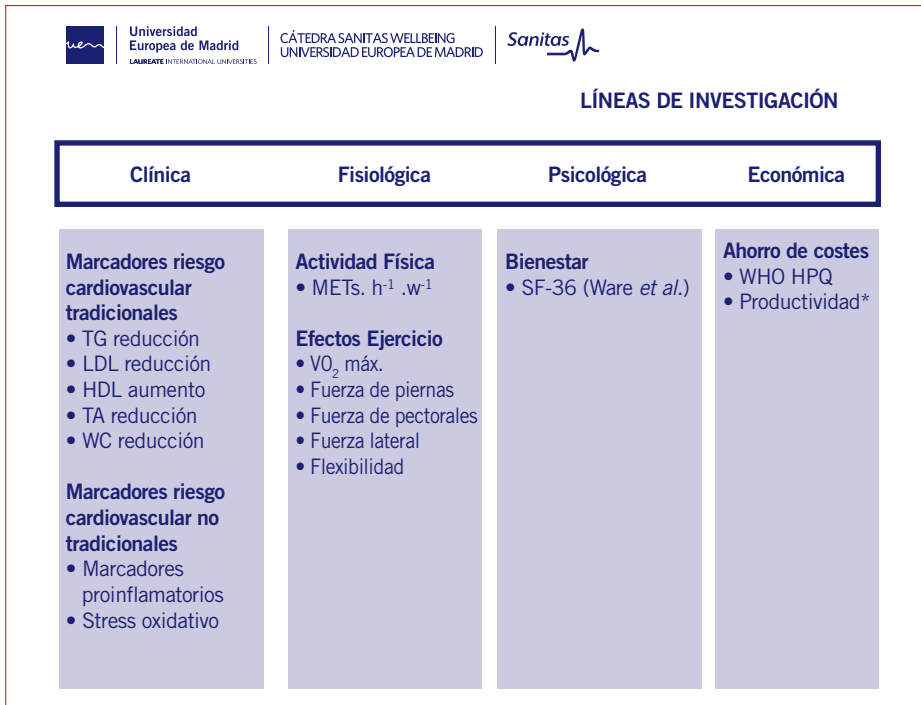 uem
Universidad
Europea de Madrid
LAUREATE INTERNATIONAL UNIVERSITIES
CÁTEDRA SANITAS WELLBEING
UNIVERSIDAD EUROPEA DE MADRID
Sanitas
LÍNEAS DE INVESTIGACIÓN
Clínica
Fisiológica
Psicológica
Económica
Marcadores riesgo
cardiovascular
tradicionales
• TG reducción
• LDL reducción
• HDL aumento
• TA reducción
• WC reducción
Marcadores riesgo
cardiovascular no
tradicionales
• Marcadores
proinflamatorios
• Stress oxidativo
Actividad Física
• METs. h⁻¹ .w⁻¹
Efectos Ejercicio
• VO₂ máx.
• Fuerza de piernas
• Fuerza de pectorales
• Fuerza lateral
• Flexibilidad
Bienestar
• SF-36 (Ware et al.)
Ahorro de costes
• WHO HPQ
• Productividad*